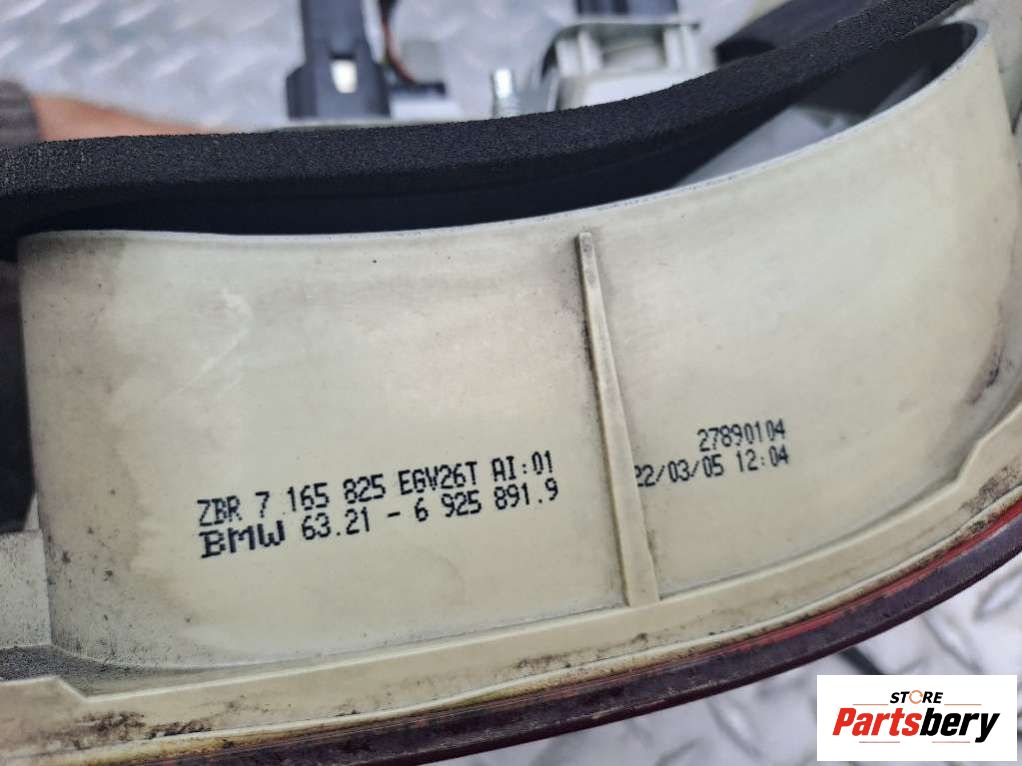 ZBR 7 165 825 EGV26T AI:01
BMW 63.21 - 6 925 891.9
27890104
22/03/05 12:04
STORE
Partsbery